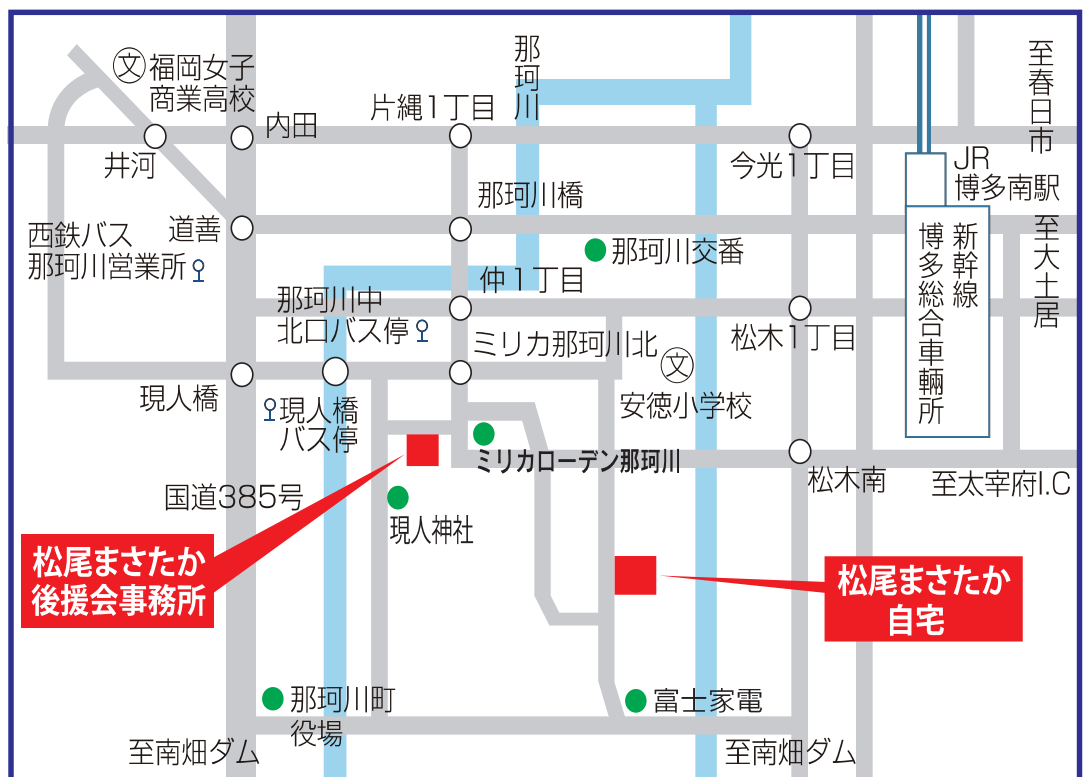 文
福岡女子
商業高校
内田
片縄1丁目
那珂川
至春日市
井河
今光1丁目
JR
博多南駅
那珂川橋
西鉄バス
那珂川営業所
道善
那珂川交番
新幹線
博多総合車輛所
至大土居
仲1丁目
那珂川中
北口バス停
ミリカ那珂川北
松木1丁目
文
安徳小学校
現人橋
現人橋
バス停
ミリカローデン那珂川
松木南
至太宰府I.C
国道385号
現人神社
松尾まさたか
後援会事務所
松尾まさたか
自宅
那珂川町
役場
富士家電
至南畑ダム
至南畑ダム